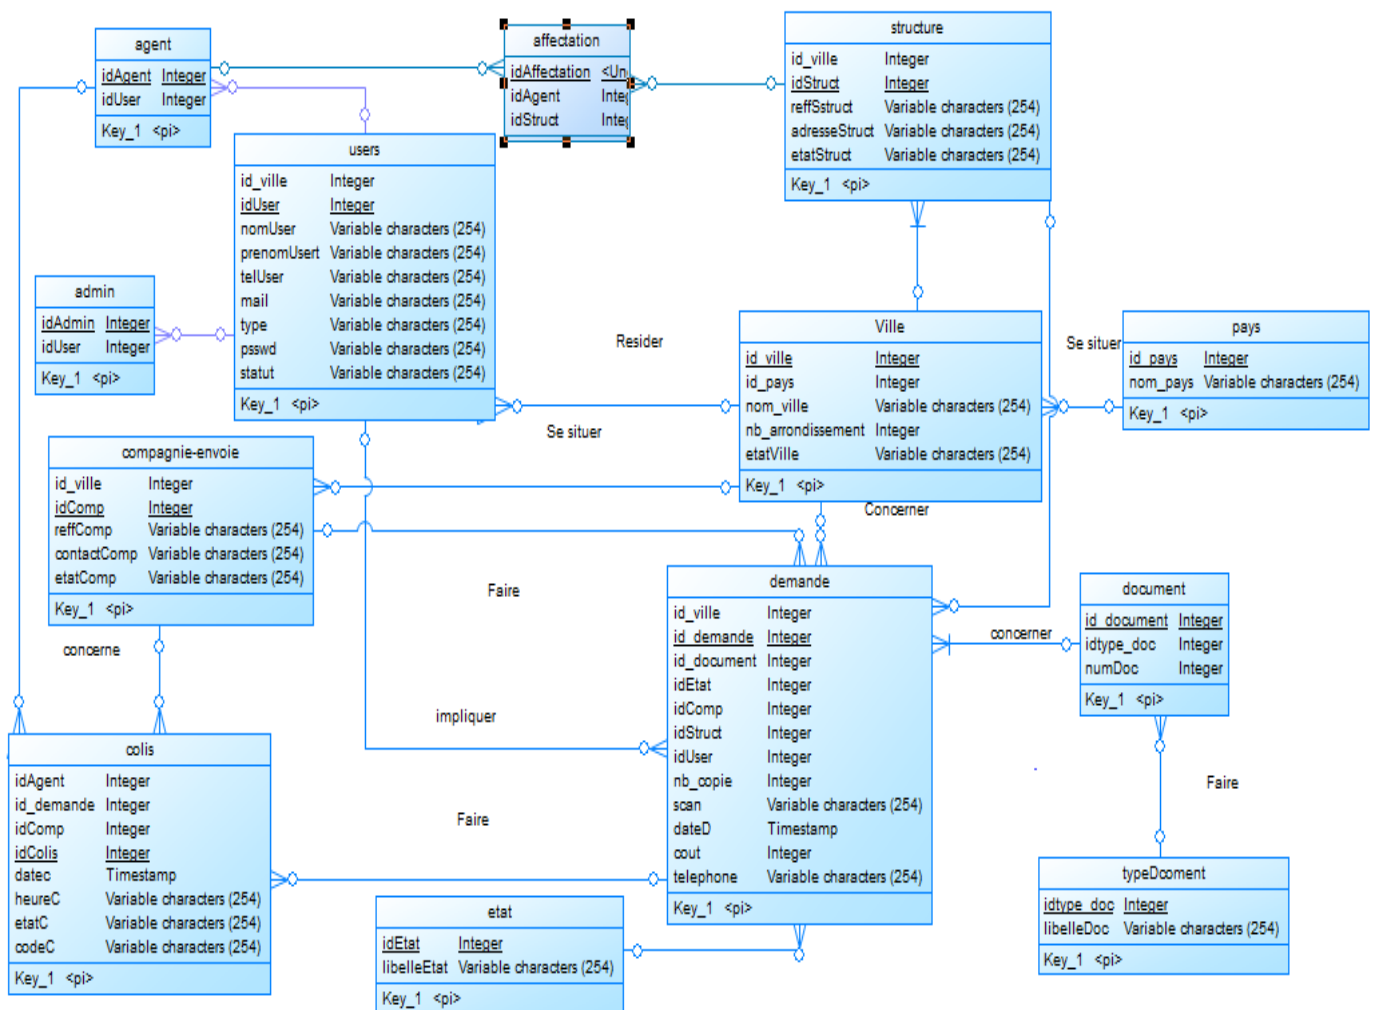 agent
idAgent Integer
idUser Integer
Key_1 <pi>
affectation
idAffectation <Un
idAgent Inte
idStruct Inte
structure
id_ville Integer
idStruct Integer
reffSstruct Variable characters (254)
adresseStruct Variable characters (254)
etatStruct Variable characters (254)
Key_1 <pi>
users
id_ville Integer
idUser Integer
nomUser Variable characters (254)
prenomUsert Variable characters (254)
telUser Variable characters (254)
mail Variable characters (254)
type Variable characters (254)
psswd Variable characters (254)
statut Variable characters (254)
Key_1 <pi>
admin
idAdmin Integer
idUser Integer
Key_1 <pi>
Resider
Ville
id_ville Integer
id_pays Integer
nom_ville Variable characters (254)
nb_arrondissement Integer
etatVille Variable characters (254)
Key_1 <pi>
Se situer
pays
id_pays Integer
nom_pays Variable characters (254)
Key_1 <pi>
Se situer
compagnie-envoie
id_ville Integer
idComp Integer
reffComp Variable characters (254)
contactComp Variable characters (254)
etatComp Variable characters (254)
Key_1 <pi>
Concerner
Faire
demande
id_ville Integer
id_demande Integer
id_document Integer
idEtat Integer
idComp Integer
idStruct Integer
idUser Integer
nb_copie Integer
scan Variable characters (254)
dateD Timestamp
cout Integer
telephone Variable characters (254)
Key_1 <pi>
concerner
document
id_document Integer
idtype_doc Integer
numDoc Integer
Key_1 <pi>
concerne
impliquer
colis
idAgent Integer
id_demande Integer
idComp Integer
idColis Integer
datec Timestamp
heureC Variable characters (254)
etatC Variable characters (254)
codeC Variable characters (254)
Key_1 <pi>
Faire
Faire
typeDcoment
idtype_doc Integer
libelleDoc Variable characters (254)
Key_1 <pi>
etat
idEtat Integer
libelleEtat Variable characters (254)
Key_1 <pi>